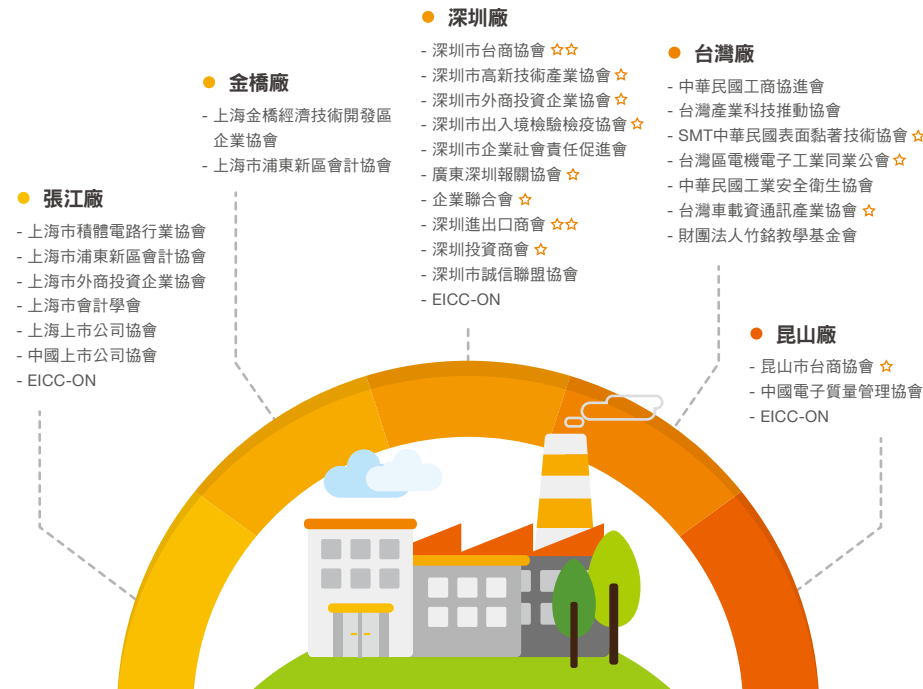 張江廠
- 上海市積體電路行業協會
- 上海市浦東新區會計協會
- 上海市外商投資企業協會
- 上海市會計學會
- 上海上市公司協會
- 中國上市公司協會
- EICC-ON
金橋廠
- 上海金橋經濟技術開發區
企業協會
- 上海市浦東新區會計協會
深圳廠
- 深圳市台商協會 ☆☆
- 深圳市高新技術產業協會 ☆
- 深圳市外商投資企業協會 ☆
- 深圳市出入境檢驗檢疫協會 ☆
- 深圳市企業社會責任促進會
- 廣東深圳報關協會 ☆
- 企業聯合會 ☆
- 深圳進出口商會 ☆☆
- 深圳投資商會 ☆
- 深圳市誠信聯盟協會
- EICC-ON
台灣廠
- 中華民國工商協進會
- 台灣產業科技推動協會
- SMT中華民國表面黏著技術協會 ☆
- 台灣區電機電子工業同業公會 ☆
- 中華民國工業安全衛生協會
- 台灣車載資通訊產業協會 ☆
- 財團法人竹銘教學基金會
昆山廠
- 昆山市台商協會 ☆
- 中國電子質量管理協會
- EICC-ON